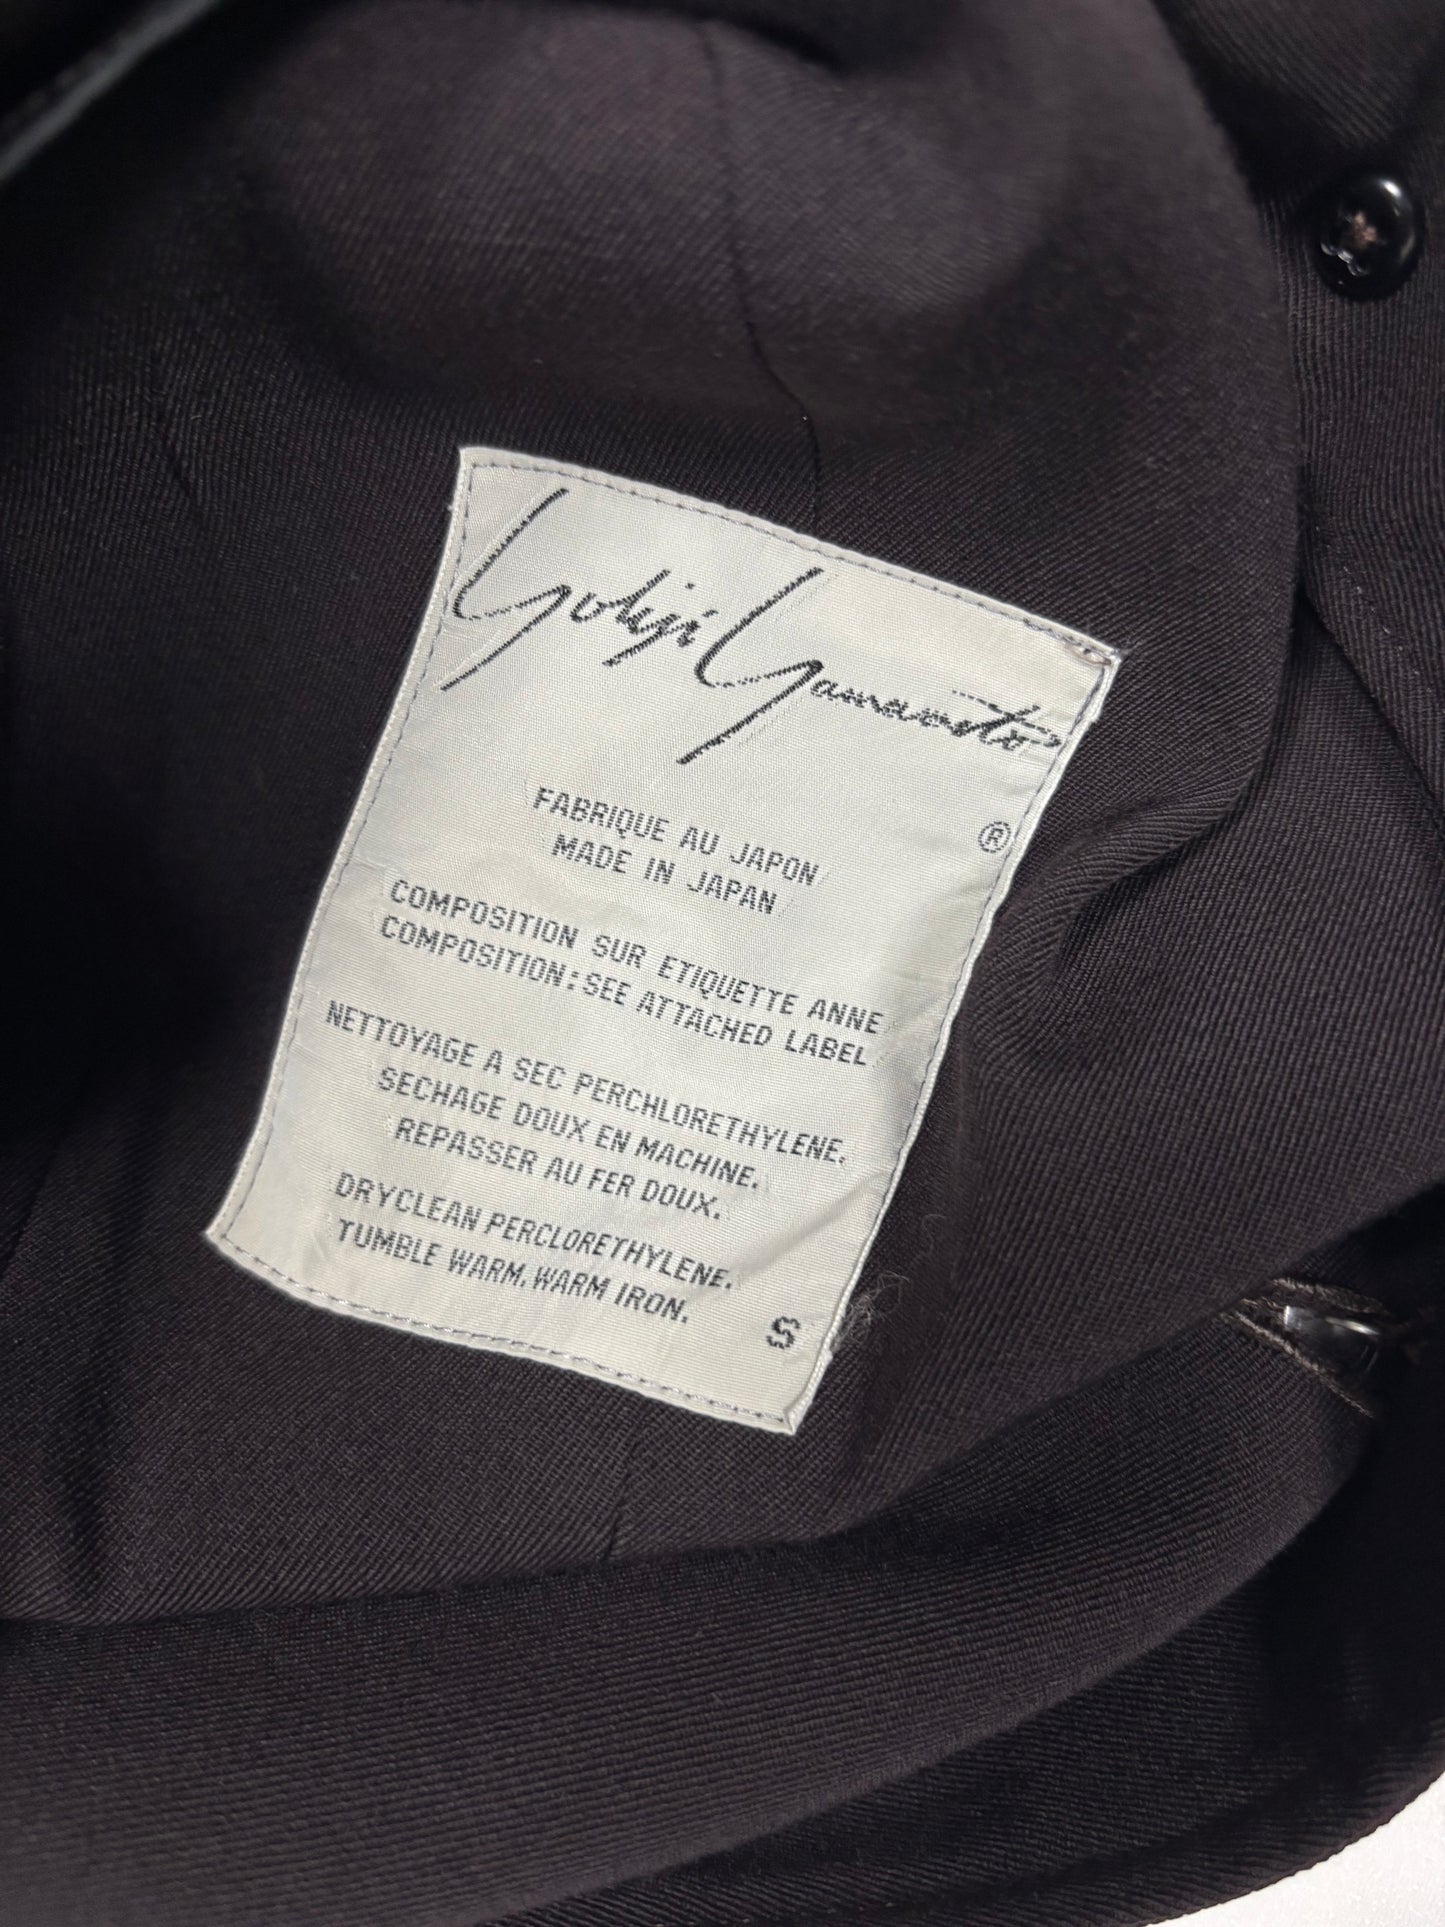 Yohji Yamamoto
®
FABRIQUE AU JAPON
MADE IN JAPAN
COMPOSITION SUR ETIQUETTE ANNE
COMPOSITION:SEE ATTACHED LABEL
NETTOYAGE A SEC PERCHLORETHYLENE.
SECHAGE DOUX EN MACHINE.
REPASSER AU FER DOUX.
DRYCLEAN PERCLORETHYLENE.
TUMBLE WARM.WARM IRON.
S